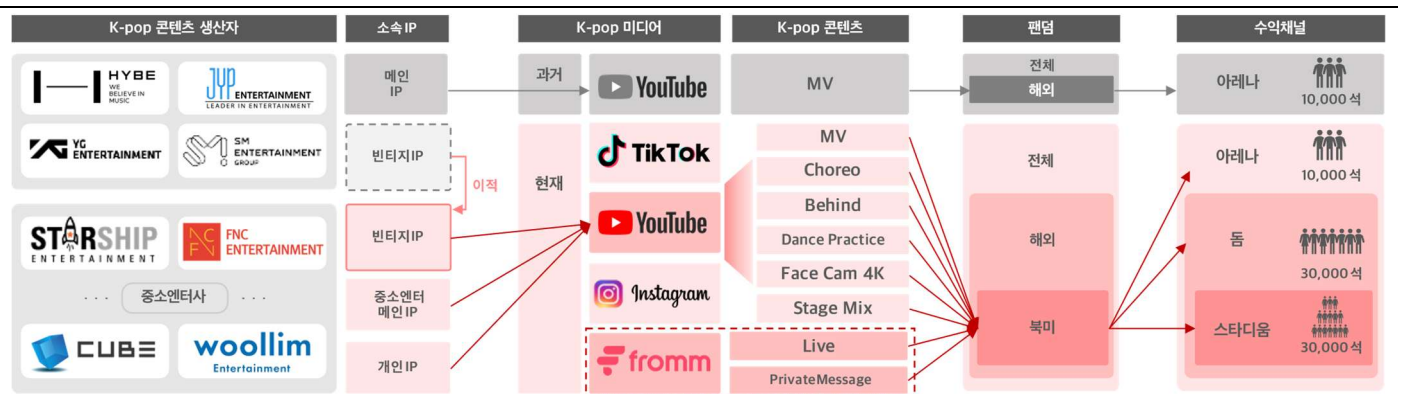 K-pop 콘텐츠 생산자
소속 IP
K-pop 미디어
K-pop 콘텐츠
팬덤
수익채널
HYBE
WE
BELIEVE IN
MUSIC
JYP
ENTERTAINMENT
LEADER IN ENTERTAINMENT
YG
ENTERTAINMENT
SM
ENTERTAINMENT
GROUP
STARSHIP
ENTERTAINMENT
FNC
ENTERTAINMENT
··· 중소엔터사 ···
CUBE
woollim
Entertainment
메인
IP
빈티지IP
이적
빈티지IP
중소엔터
메인 IP
개인 IP
과거
YouTube
현재
TikTok
YouTube
Instagram
fromm
MV
MV
Choreo
Behind
Dance Practice
Face Cam 4K
Stage Mix
Live
PrivateMessage
전체
해외
전체
해외
북미
아레나
10,000 석
아레나
10,000 석
돔
30,000 석
스타디움
30,000 석